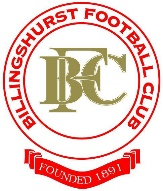 BILLINGSHURST FOOTBALL CLUB
BFC
FOUNDED 1891